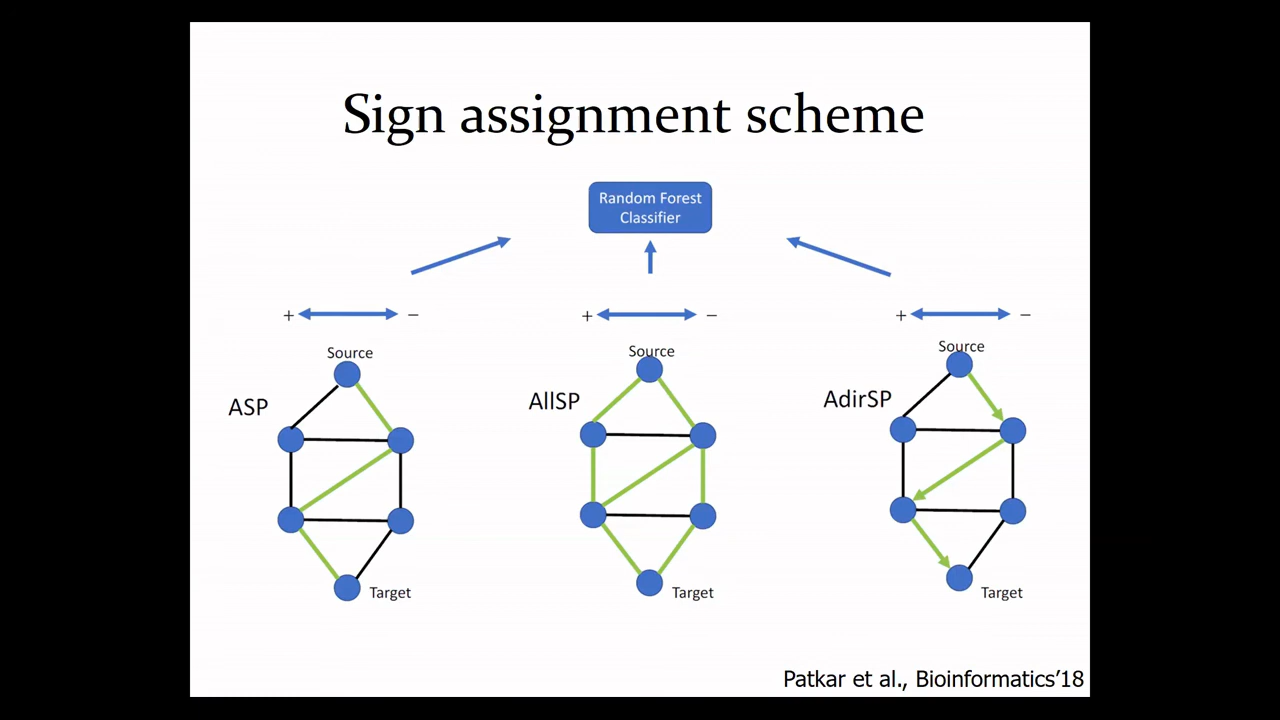 Sign assignment scheme
Random Forest
Classifier
+ −
+ −
+ −
Source
Source
Source
ASP
AllSP
AdirSP
Target
Target
Target
Patkar et al., Bioinformatics'18